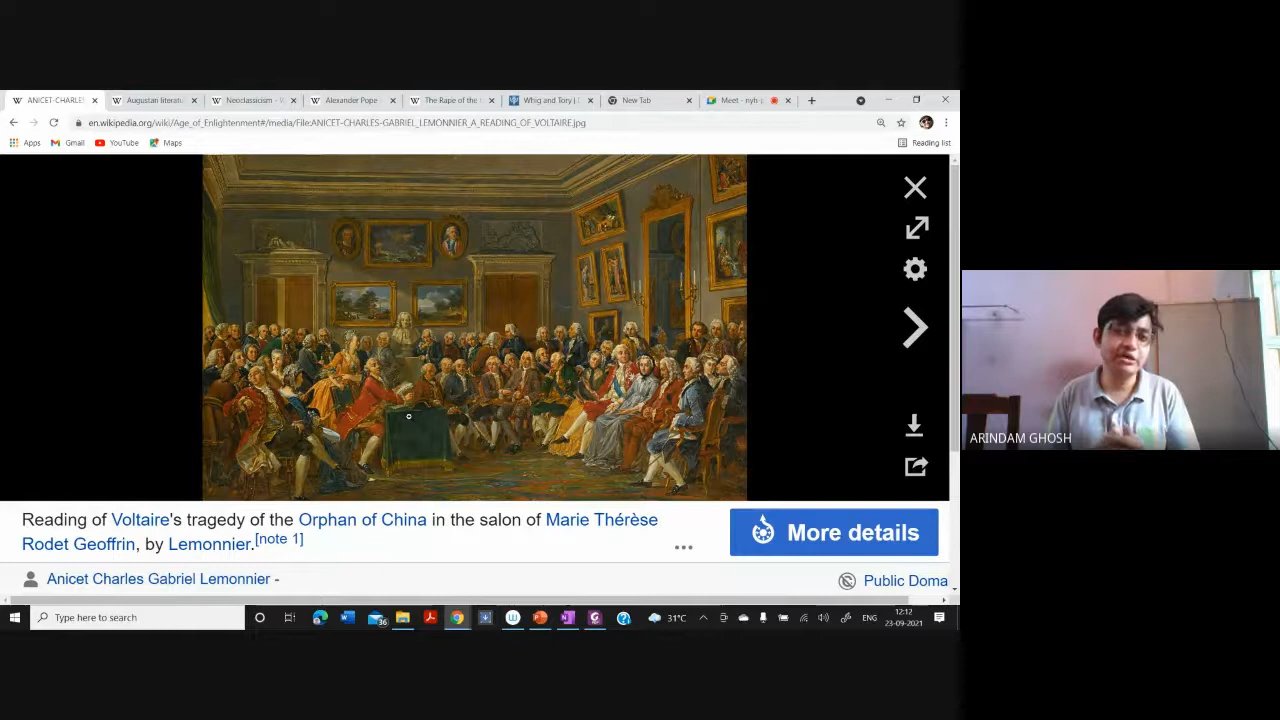 ANICET-CHARLES
Augustan literatu
Neoclassicism - W
Alexander Pope
The Rape of the
Whig and Tory |
New Tab
Meet - nyh-
en.wikipedia.org/wiki/Age_of_Enlightenment#/media/File:ANICET-CHARLES-GABRIEL_LEMONNIER_A_READING_OF_VOLTAIRE.jpg
Apps
Gmail
YouTube
Maps
Reading list
ARINDAM GHOSH
Reading of Voltaire's tragedy of the Orphan of China in the salon of Marie Thérèse
Rodet Geoffrin, by Lemonnier.[note 1]
More details
Anicet Charles Gabriel Lemonnier -
Public Doma
Type here to search
36
31°C
ENG
12:12
23-09-2021